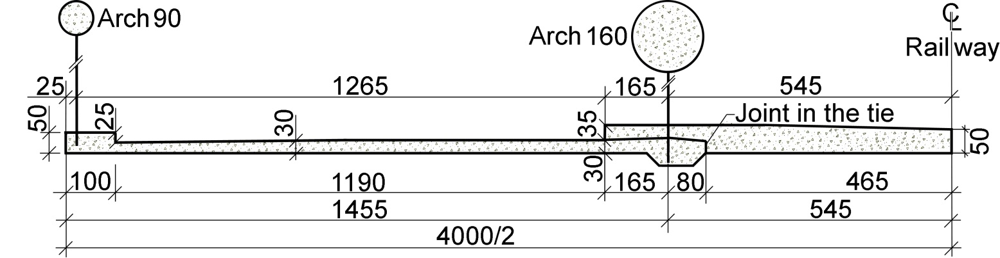 Arch 90
Arch 160
CL
Railway
25 1265 165 545
50 25 30 35 Joint in the tie 50
30
100 1190 165 80 465
1455 545
4000/2